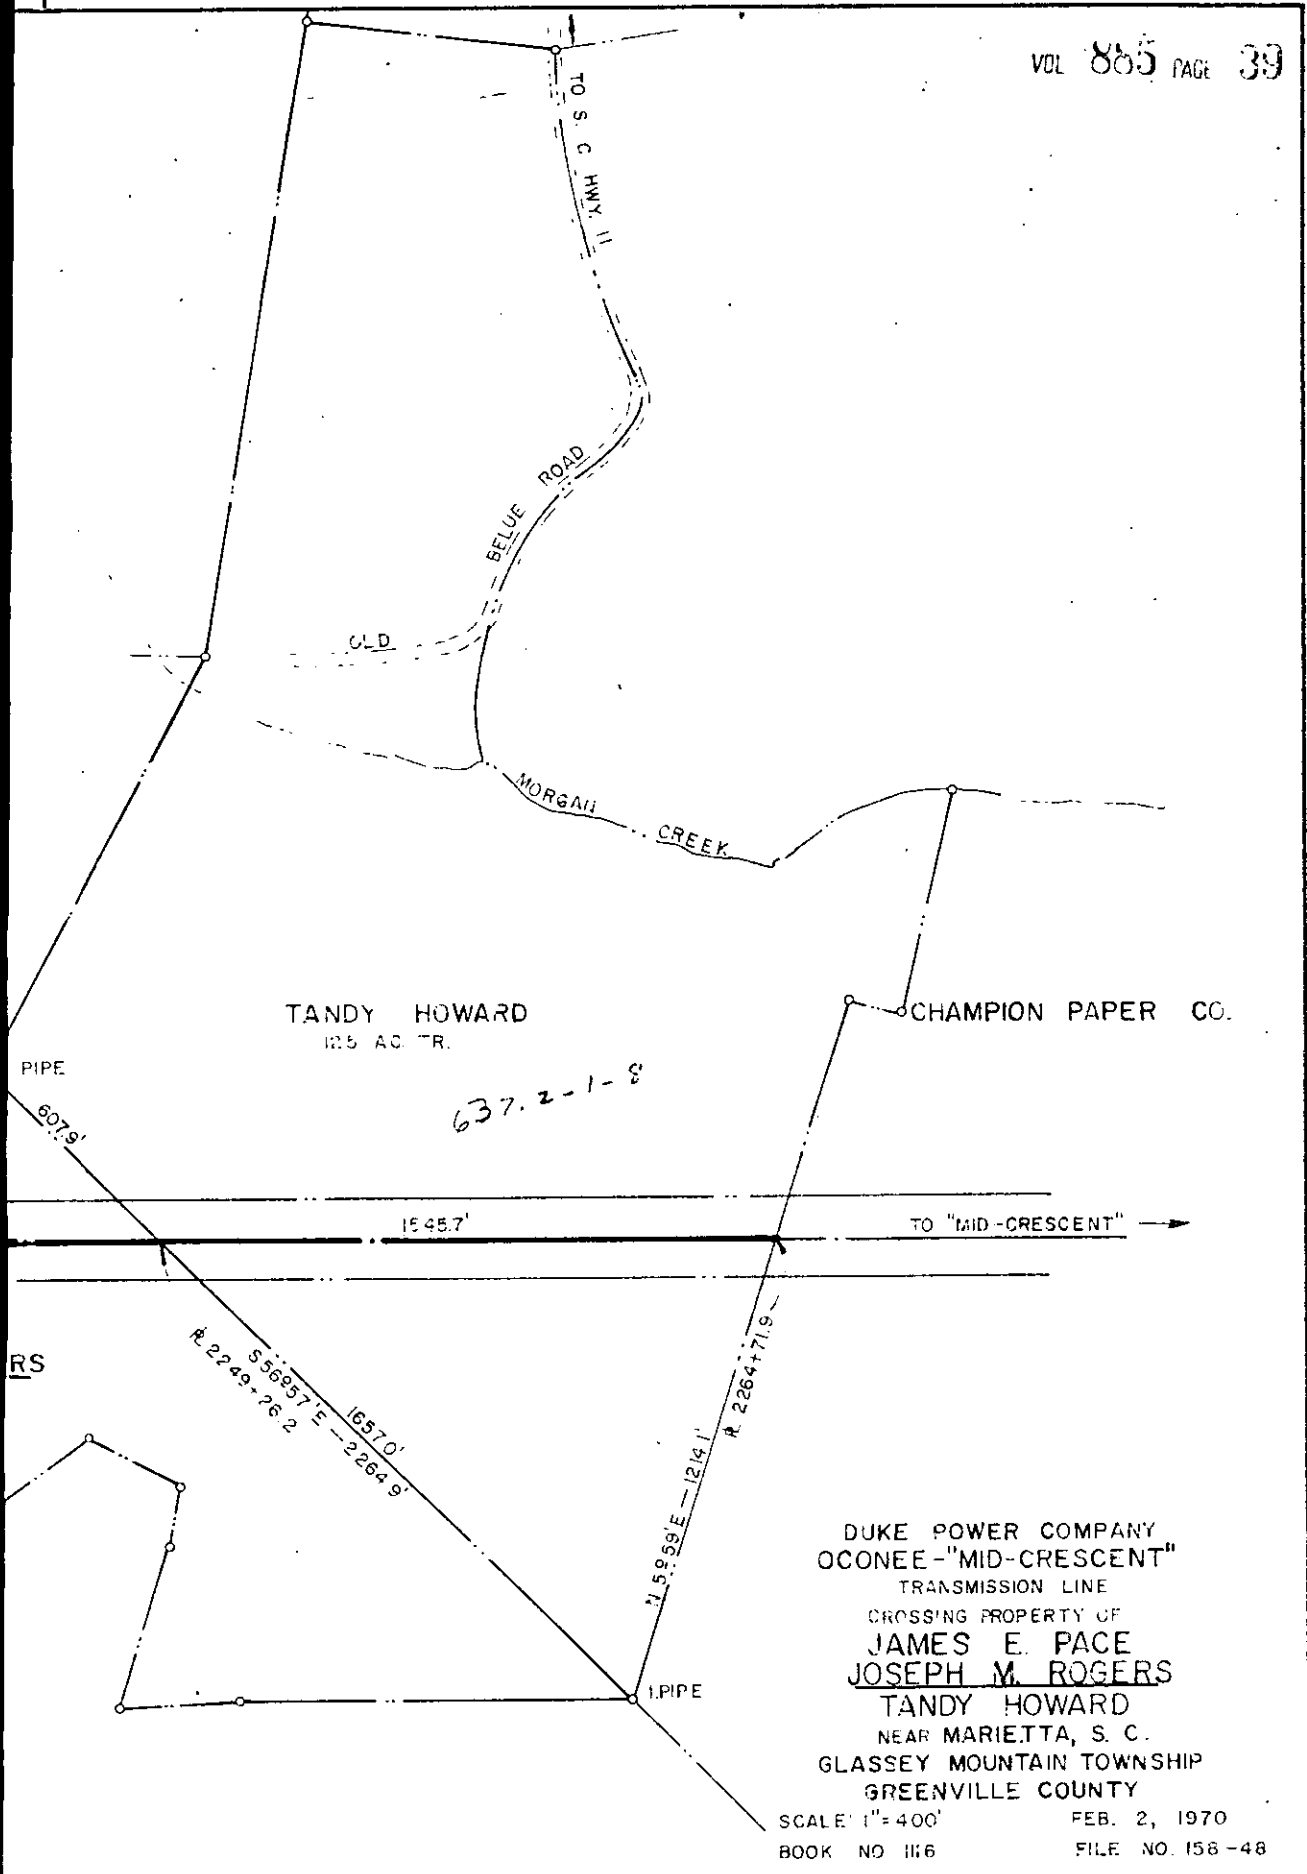 VOL 885 PAGE 39
TO S. C. HWY. 11
BELUE ROAD
OLD
MORGAN CREEK
TANDY HOWARD
125 AC. TR.
CHAMPION PAPER CO.
PIPE
637.2-1-8
607.9'
1545.7'
TO "MID-CRESCENT"
RS
S 56º57'E — 2264.9'
2249+26.2
1657.0'
2264+71.9
N 5º59'E — 1214.1'
I.PIPE
DUKE POWER COMPANY
OCONEE-"MID-CRESCENT"
TRANSMISSION LINE
CROSSING PROPERTY OF
JAMES E. PACE
JOSEPH M. ROGERS
TANDY HOWARD
NEAR MARIETTA, S. C.
GLASSEY MOUNTAIN TOWNSHIP
GREENVILLE COUNTY
SCALE 1"=400' FEB. 2, 1970
BOOK NO 1116 FILE NO. 158-48